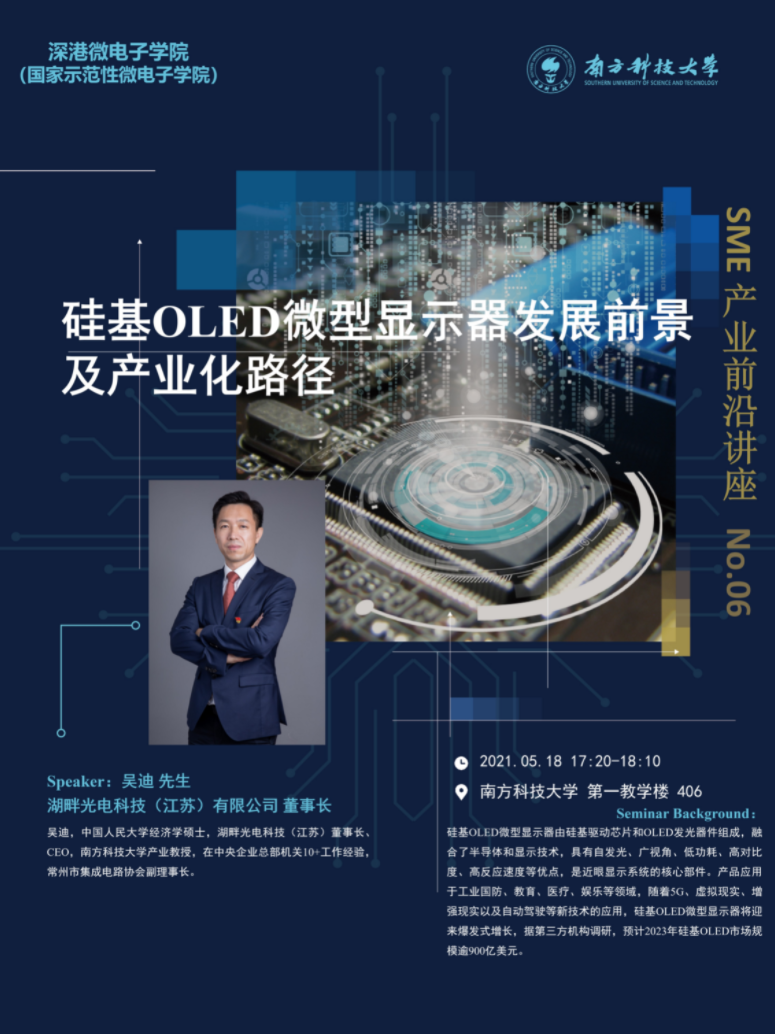 深港微电子学院
（国家示范性微电子学院）
南方科技大学
SOUTHERN UNIVERSITY OF SCIENCE AND TECHNOLOGY
硅基OLED微型显示器发展前景
及产业化路径
SME 产业前沿讲座 No.06
Speaker：吴迪 先生
湖畔光电科技（江苏）有限公司 董事长
吴迪，中国人民大学经济学硕士，湖畔光电科技（江苏）董事长、
CEO，南方科技大学产业教授，在中央企业总部机关10+工作经验，
常州市集成电路协会副理事长。
2021.05.18 17:20-18:10
南方科技大学 第一教学楼 406
Seminar Background：
硅基OLED微型显示器由硅基驱动芯片和OLED发光器件组成，融
合了半导体和显示技术，具有自发光、广视角、低功耗、高对比
度、高反应速度等优点，是近眼显示系统的核心部件。产品应用
于工业国防、教育、医疗、娱乐等领域，随着5G、虚拟现实、增
强现实以及自动驾驶等新技术的应用，硅基OLED微型显示器将迎
来爆发式增长，据第三方机构调研，预计2023年硅基OLED市场规
模逾900亿美元。